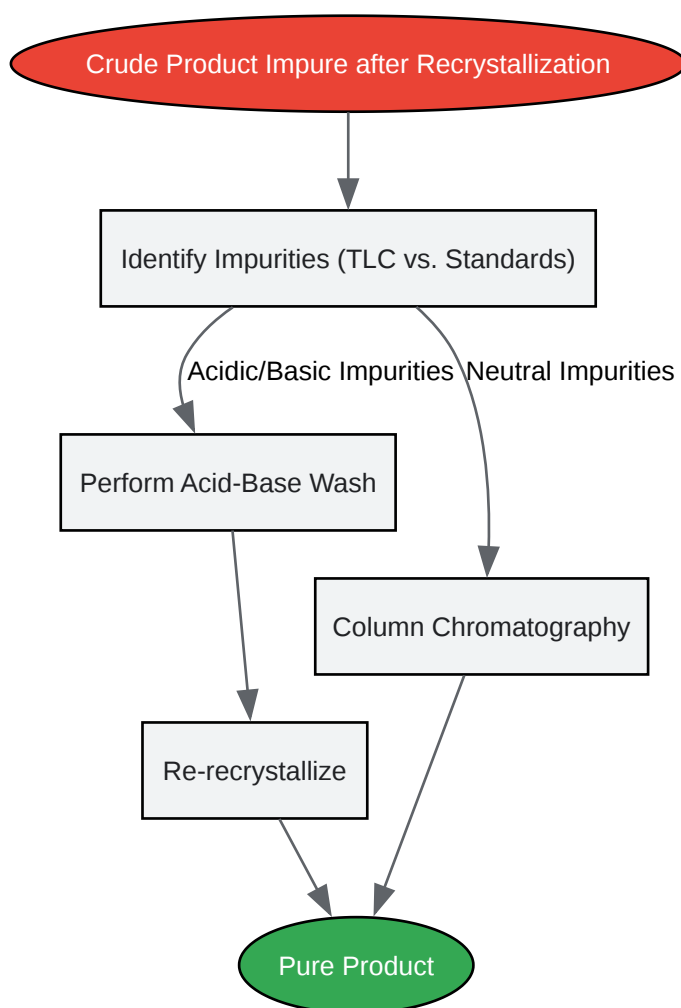 Crude Product Impure after Recrystallization
Identify Impurities (TLC vs. Standards)
Acidic/Basic Impurities
Neutral Impurities
Perform Acid-Base Wash
Column Chromatography
Re-recrystallize
Pure Product